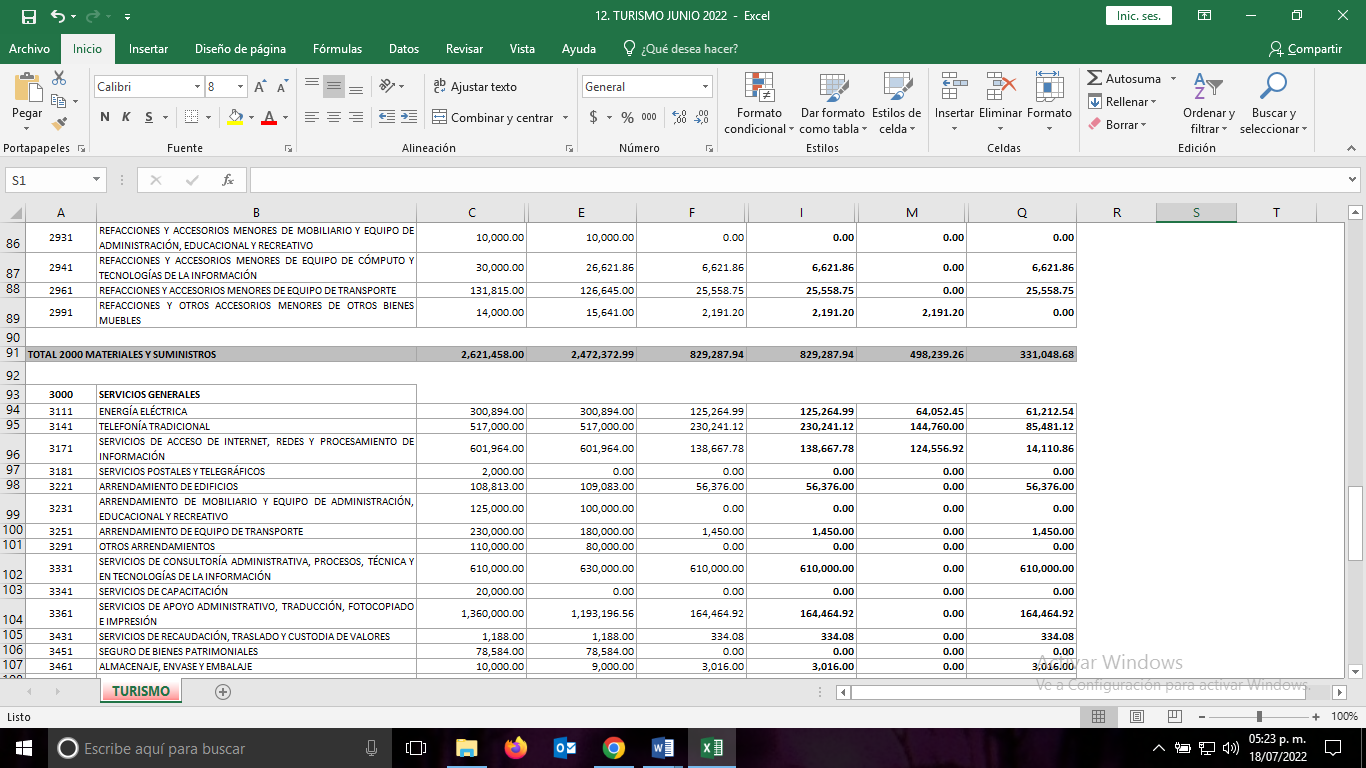 12. TURISMO JUNIO 2022 - Excel
Inic. ses.
Archivo Inicio Insertar Diseño de página Fórmulas Datos Revisar Vista Ayuda ¿Qué desea hacer? Compartir
Pegar
Calibri 8
Ajustar texto
General
Autosuma
Rellenar
Borrar
N K S
Combinar y centrar
$ % 000
Formato condicional
Dar formato como tabla
Estilos de celda
Insertar Eliminar Formato
Ordenar y filtrar
Buscar y seleccionar
Portapapeles Fuente Alineación Número Estilos Celdas Edición
S1 fx
A B C E F I M Q R S T
86 2931 REFACCIONES Y ACCESORIOS MENORES DE MOBILIARIO Y EQUIPO DE
ADMINISTRACIÓN, EDUCACIONAL Y RECREATIVO 10,000.00 10,000.00 0.00 0.00 0.00 0.00
87 2941 REFACCIONES Y ACCESORIOS MENORES DE EQUIPO DE CÓMPUTO Y
TECNOLOGÍAS DE LA INFORMACIÓN 30,000.00 26,621.86 6,621.86 6,621.86 0.00 6,621.86
88 2961 REFACCIONES Y ACCESORIOS MENORES DE EQUIPO DE TRANSPORTE 131,815.00 126,645.00 25,558.75 25,558.75 0.00 25,558.75
89 2991 REFACCIONES Y OTROS ACCESORIOS MENORES DE OTROS BIENES
MUEBLES 14,000.00 15,641.00 2,191.20 2,191.20 2,191.20 0.00
90
91 TOTAL 2000 MATERIALES Y SUMINISTROS 2,621,458.00 2,472,372.99 829,287.94 829,287.94 498,239.26 331,048.68
92
93 3000 SERVICIOS GENERALES
94 3111 ENERGÍA ELÉCTRICA 300,894.00 300,894.00 125,264.99 125,264.99 64,052.45 61,212.54
95 3141 TELEFONÍA TRADICIONAL 517,000.00 517,000.00 230,241.12 230,241.12 144,760.00 85,481.12
96 3171 SERVICIOS DE ACCESO DE INTERNET, REDES Y PROCESAMIENTO DE
INFORMACIÓN 601,964.00 601,964.00 138,667.78 138,667.78 124,556.92 14,110.86
97 3181 SERVICIOS POSTALES Y TELEGRÁFICOS 2,000.00 0.00 0.00 0.00 0.00 0.00
98 3221 ARRENDAMIENTO DE EDIFICIOS 108,813.00 109,083.00 56,376.00 56,376.00 0.00 56,376.00
99 3231 ARRENDAMIENTO DE MOBILIARIO Y EQUIPO DE ADMINISTRACIÓN,
EDUCACIONAL Y RECREATIVO 125,000.00 100,000.00 0.00 0.00 0.00 0.00
100 3251 ARRENDAMIENTO DE EQUIPO DE TRANSPORTE 230,000.00 180,000.00 1,450.00 1,450.00 0.00 1,450.00
101 3291 OTROS ARRENDAMIENTOS 110,000.00 80,000.00 0.00 0.00 0.00 0.00
102 3331 SERVICIOS DE CONSULTORÍA ADMINISTRATIVA, PROCESOS, TÉCNICA Y
EN TECNOLOGÍAS DE LA INFORMACIÓN 610,000.00 630,000.00 610,000.00 610,000.00 0.00 610,000.00
103 3341 SERVICIOS DE CAPACITACIÓN 20,000.00 0.00 0.00 0.00 0.00 0.00
104 3361 SERVICIOS DE APOYO ADMINISTRATIVO, TRADUCCIÓN, FOTOCOPIADO
E IMPRESIÓN 1,360,000.00 1,193,196.56 164,464.92 164,464.92 0.00 164,464.92
105 3431 SERVICIOS DE RECAUDACIÓN, TRASLADO Y CUSTODIA DE VALORES 1,188.00 1,188.00 334.08 334.08 0.00 334.08
106 3451 SEGURO DE BIENES PATRIMONIALES 78,584.00 78,584.00 0.00 0.00 0.00 0.00
107 3461 ALMACENAJE, ENVASE Y EMBALAJE 10,000.00 9,000.00 3,016.00 3,016.00 0.00 3,016.00
Activar Windows
Ve a Configuración para activar Windows.
TURISMO
Listo 100%
Escribe aquí para buscar
05:23 p. m.
18/07/2022